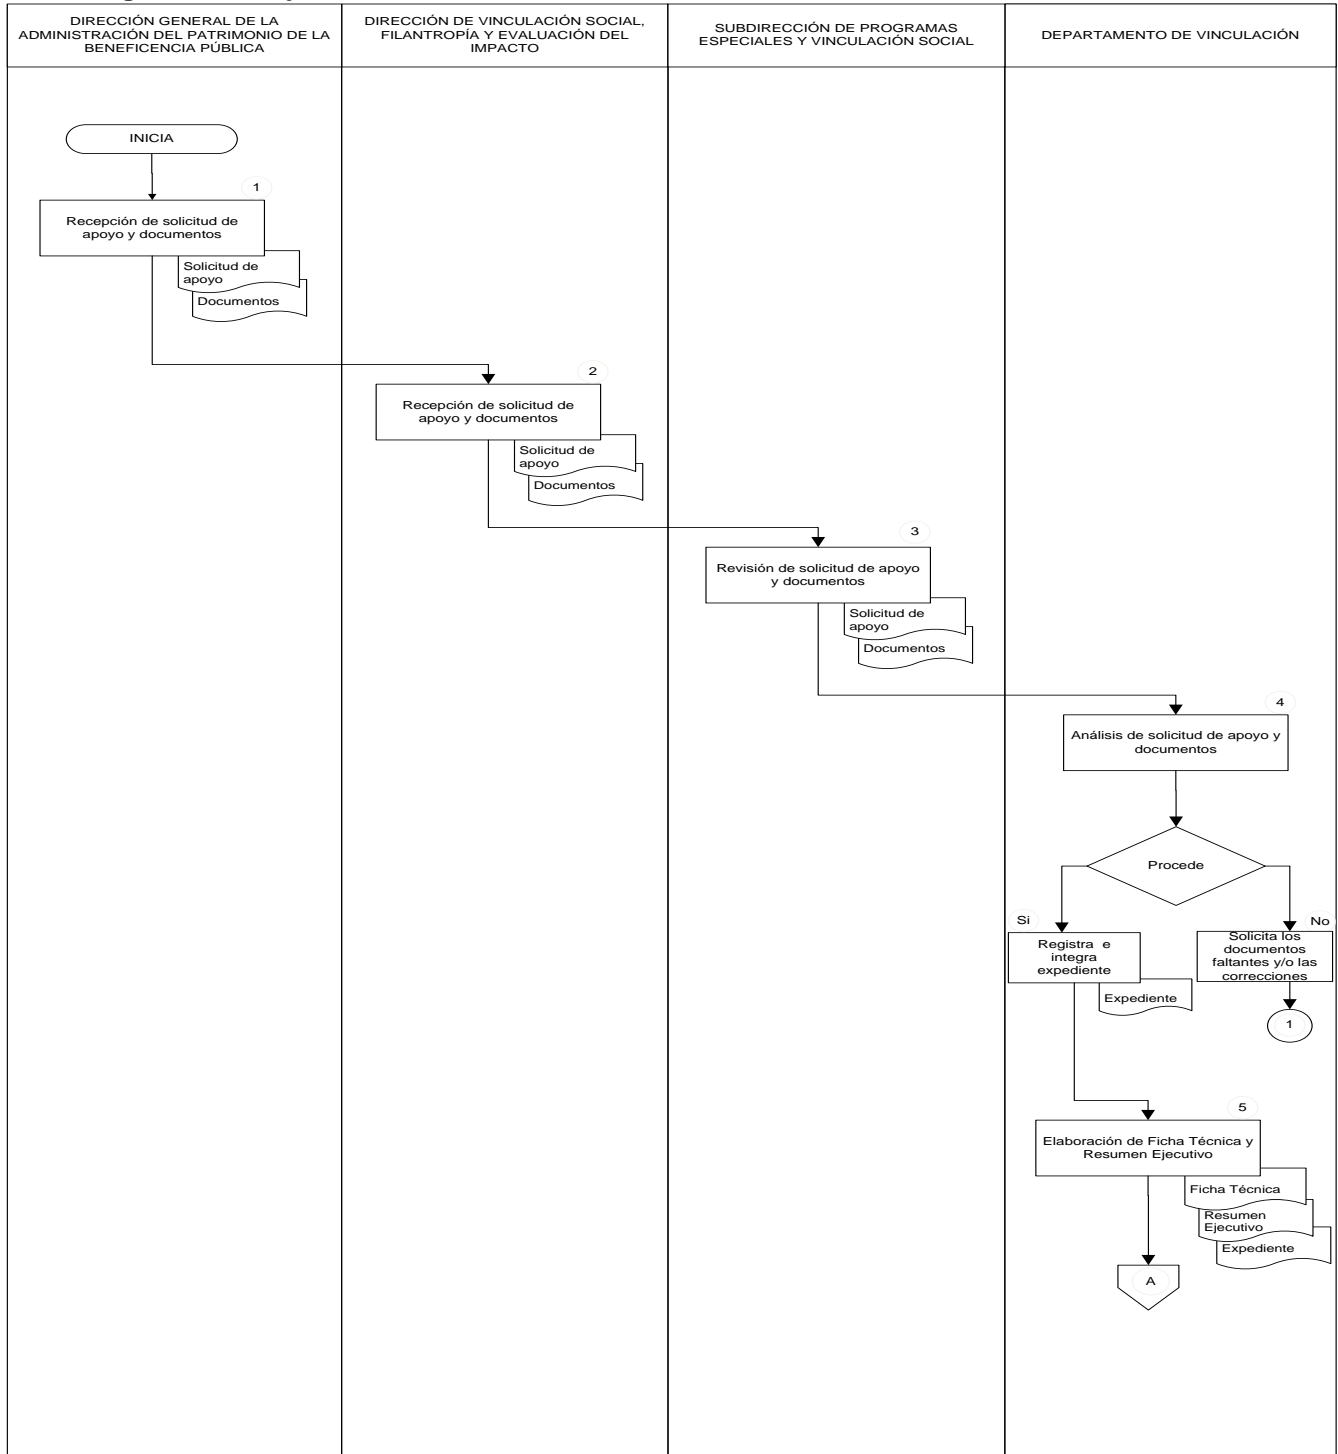 DIRECCIÓN GENERAL DE LA
ADMINISTRACIÓN DEL PATRIMONIO DE LA
BENEFICENCIA PÚBLICA
DIRECCIÓN DE VINCULACIÓN SOCIAL,
FILANTROPÍA Y EVALUACIÓN DEL
IMPACTO
SUBDIRECCIÓN DE PROGRAMAS
ESPECIALES Y VINCULACIÓN SOCIAL
DEPARTAMENTO DE VINCULACIÓN
INICIA
1
Recepción de solicitud de
apoyo y documentos
Solicitud de
apoyo
Documentos
2
Recepción de solicitud de
apoyo y documentos
Solicitud de
apoyo
Documentos
3
Revisión de solicitud de apoyo
y documentos
Solicitud de
apoyo
Documentos
4
Análisis de solicitud de apoyo y
documentos
Procede
Si
No
Registra e
integra
expediente
Expediente
Solicita los
documentos
faltantes y/o las
correcciones
1
5
Elaboración de Ficha Técnica y
Resumen Ejecutivo
Ficha Técnica
Resumen
Ejecutivo
Expediente
A